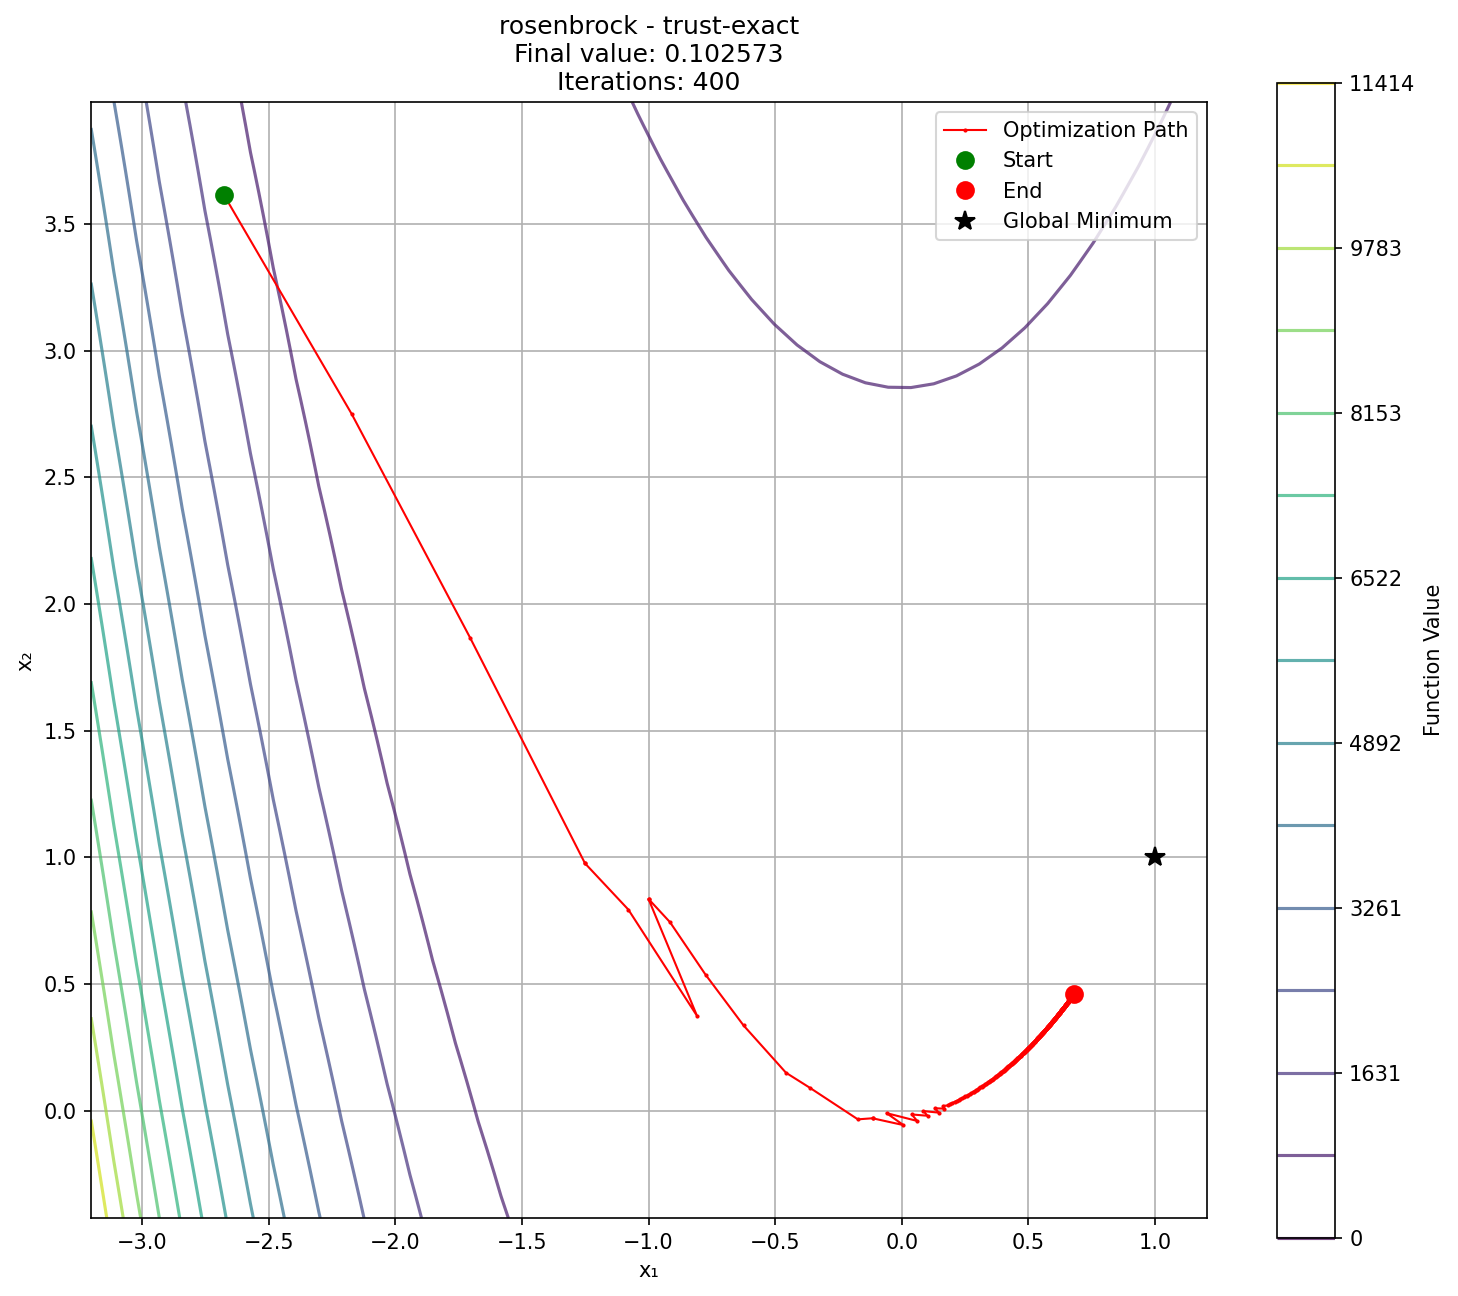 rosenbrock - trust-exact
Final value: 0.102573
Iterations: 400
Optimization Path
Start
End
Global Minimum
3.5
3.0
2.5
2.0
1.5
1.0
0.5
0.0
x₂
−3.0 −2.5 −2.0 −1.5 −1.0 −0.5 0.0 0.5 1.0
x₁
11414
9783
8153
6522
4892
3261
1631
0
Function Value